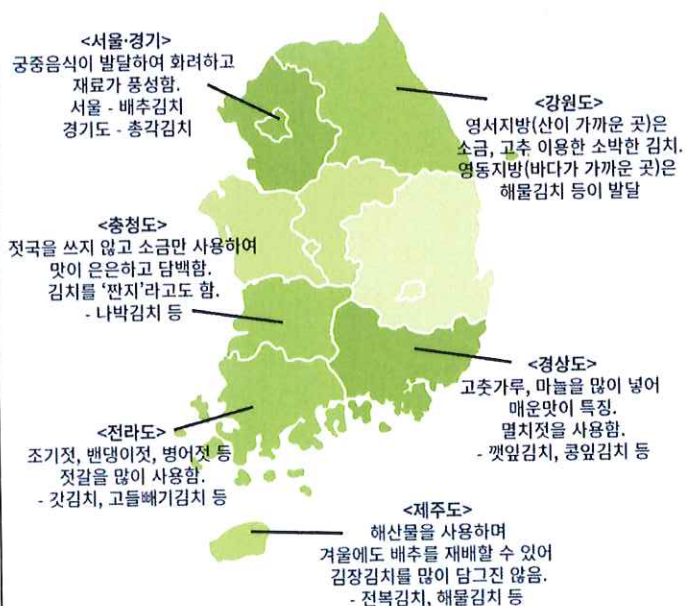 <서울·경기>
궁중음식이 발달하여 화려하고
재료가 풍성함.
서울 - 배추김치
경기도 - 총각김치
<강원도>
영서지방(산이 가까운 곳)은
소금, 고추 이용한 소박한 김치.
영동지방(바다가 가까운 곳)은
해물김치 등이 발달
<충청도>
젓국을 쓰지 않고 소금만 사용하여
맛이 은은하고 담백함.
김치를 ‘짠지’라고도 함.
- 나박김치 등
<경상도>
고춧가루, 마늘을 많이 넣어
매운맛이 특징.
멸치젓을 사용함.
- 깻잎김치, 콩잎김치 등
<전라도>
조기젓, 밴댕이젓, 병어젓 등
젓갈을 많이 사용함.
- 갓김치, 고들빼기김치 등
<제주도>
해산물을 사용하며
겨울에도 배추를 재배할 수 있어
김장김치를 많이 담그진 않음.
- 전복김치, 해물김치 등